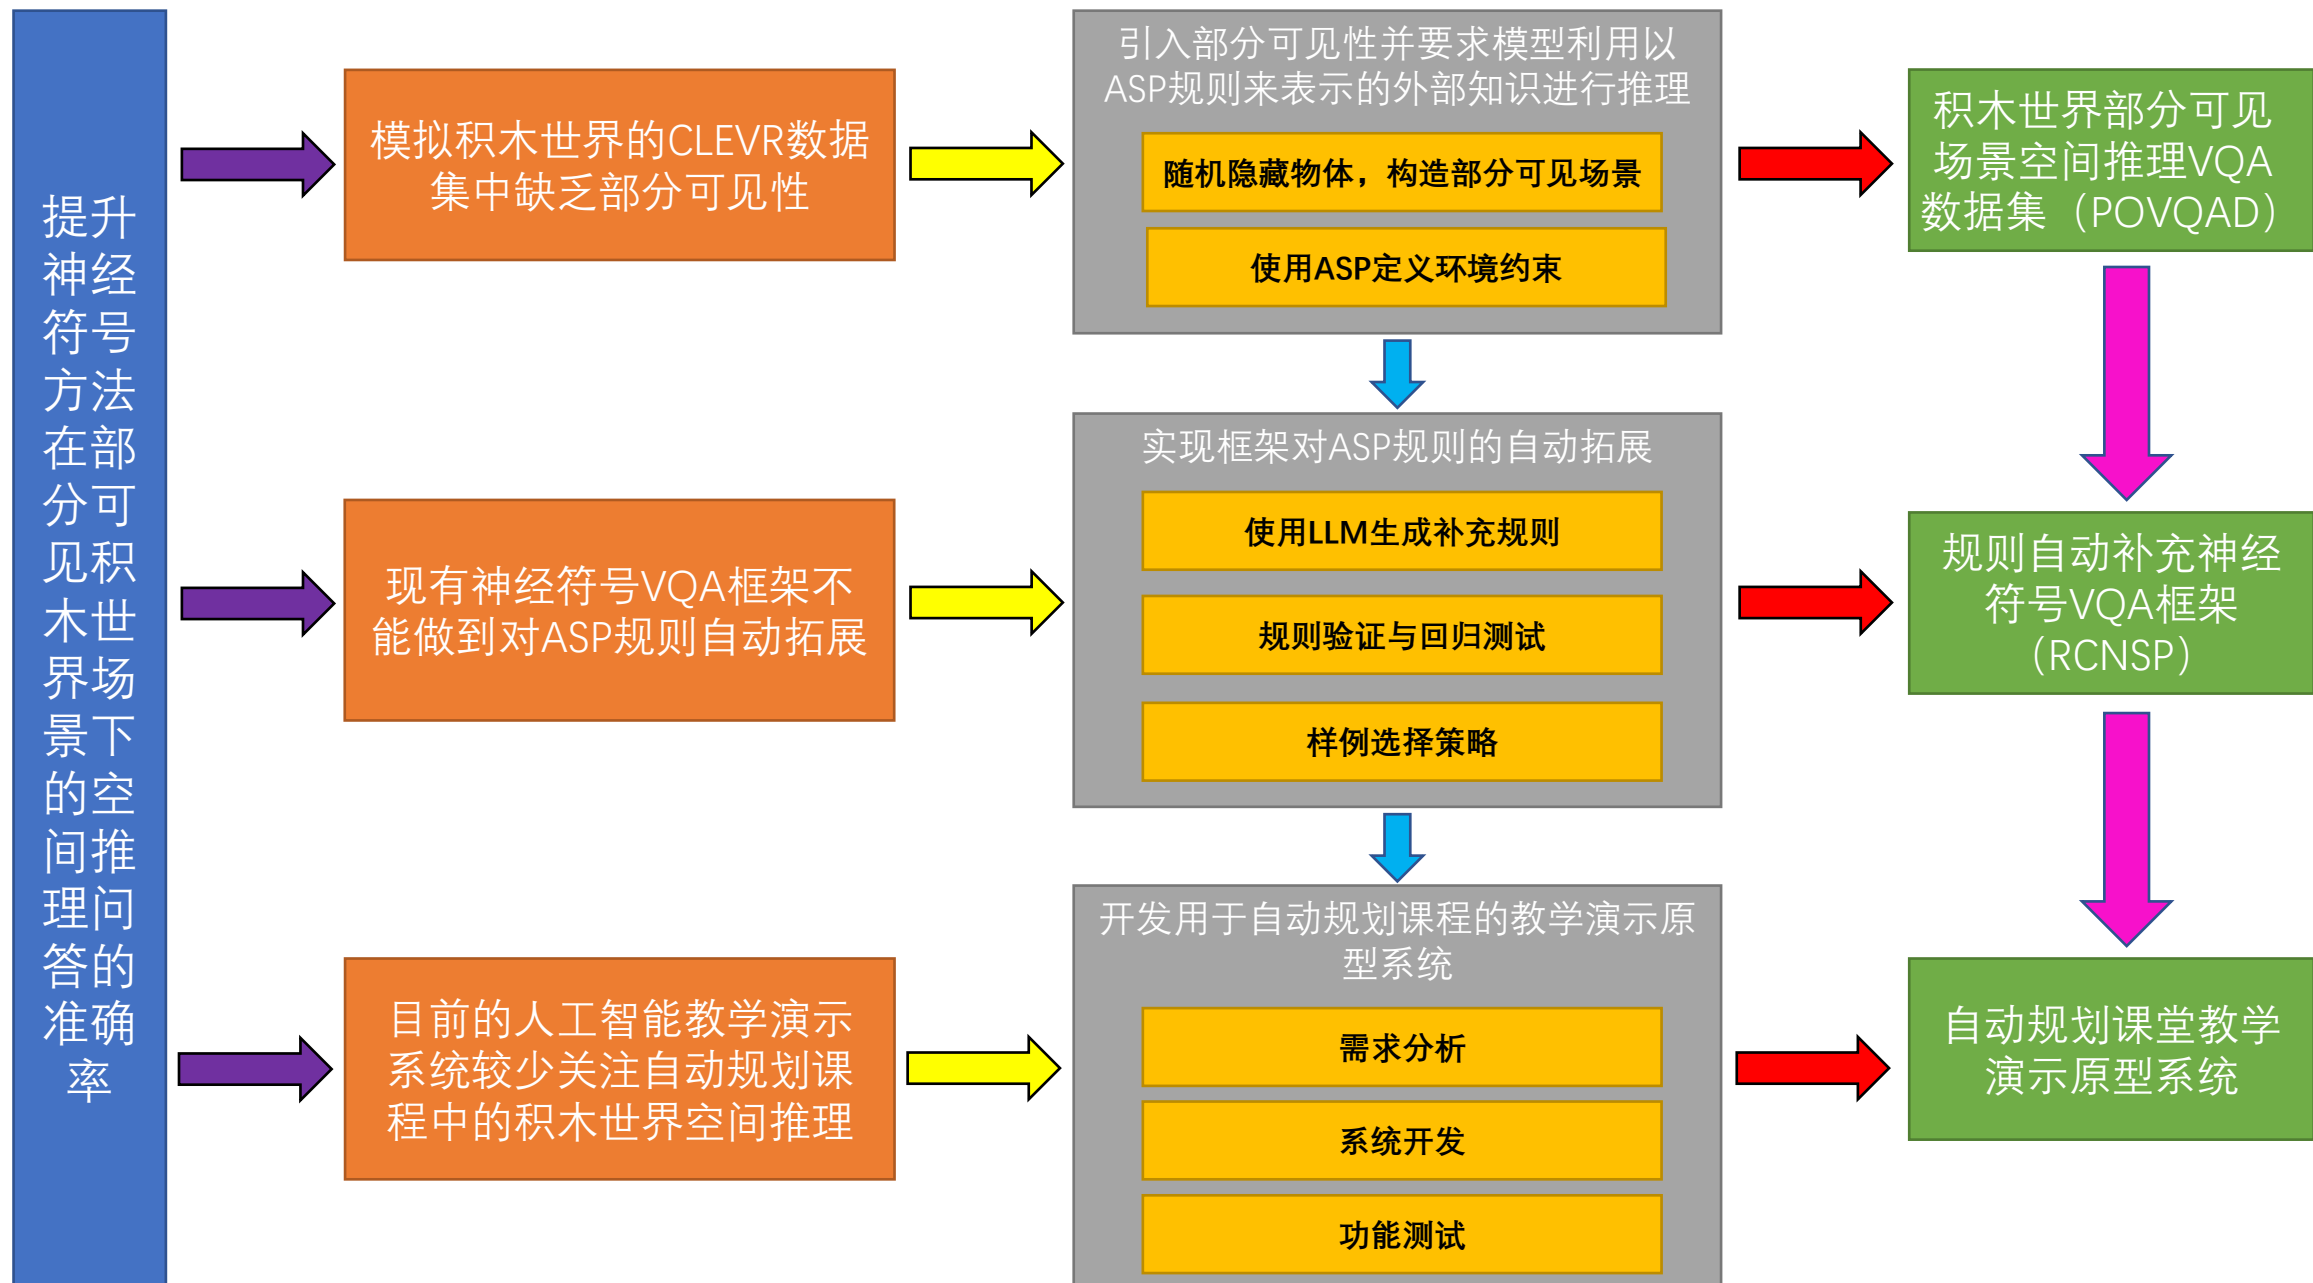 提升
神经
符号
方法
在部
分可
见积
木世
界场
景下
的空
间推
理问
答的
准确
率
模拟积木世界的CLEVR数据
集中缺乏部分可见性
引入部分可见性并要求模型利用以
ASP规则来表示的外部知识进行推理
随机隐藏物体，构造部分可见场景
使用ASP定义环境约束
积木世界部分可见
场景空间推理VQA
数据集（POVQAD）
现有神经符号VQA框架不
能做到对ASP规则自动拓展
实现框架对ASP规则的自动拓展
使用LLM生成补充规则
规则验证与回归测试
样例选择策略
规则自动补充神经
符号VQA框架
（RCNSP）
目前的人工智能教学演示
系统较少关注自动规划课
程中的积木世界空间推理
开发用于自动规划课程的教学演示原
型系统
需求分析
系统开发
功能测试
自动规划课堂教学
演示原型系统